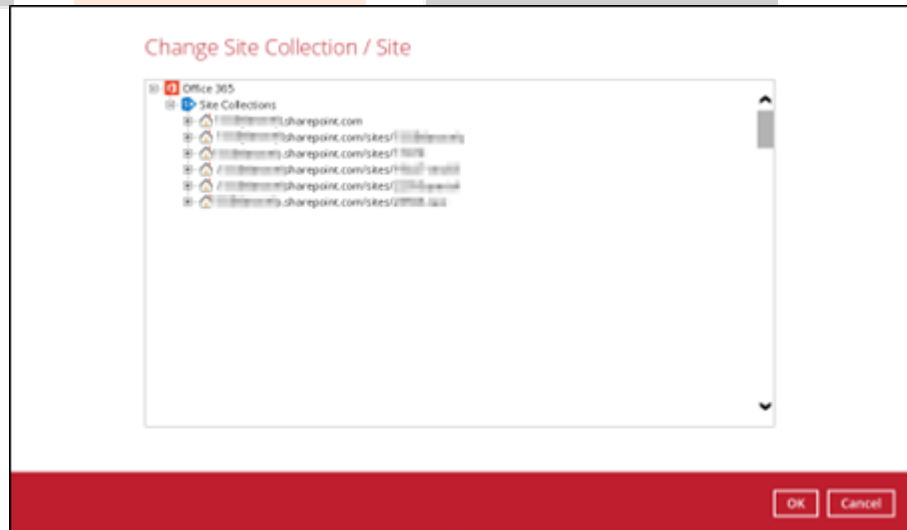 Change Site Collection / Site
Office 365
Site Collections
.sharepoint.com
sharepoint.com/sites/
.sharepoint.com/sites/
sharepoint.com/sites/
sharepoint.com/sites/
.sharepoint.com/sites/
OK Cancel